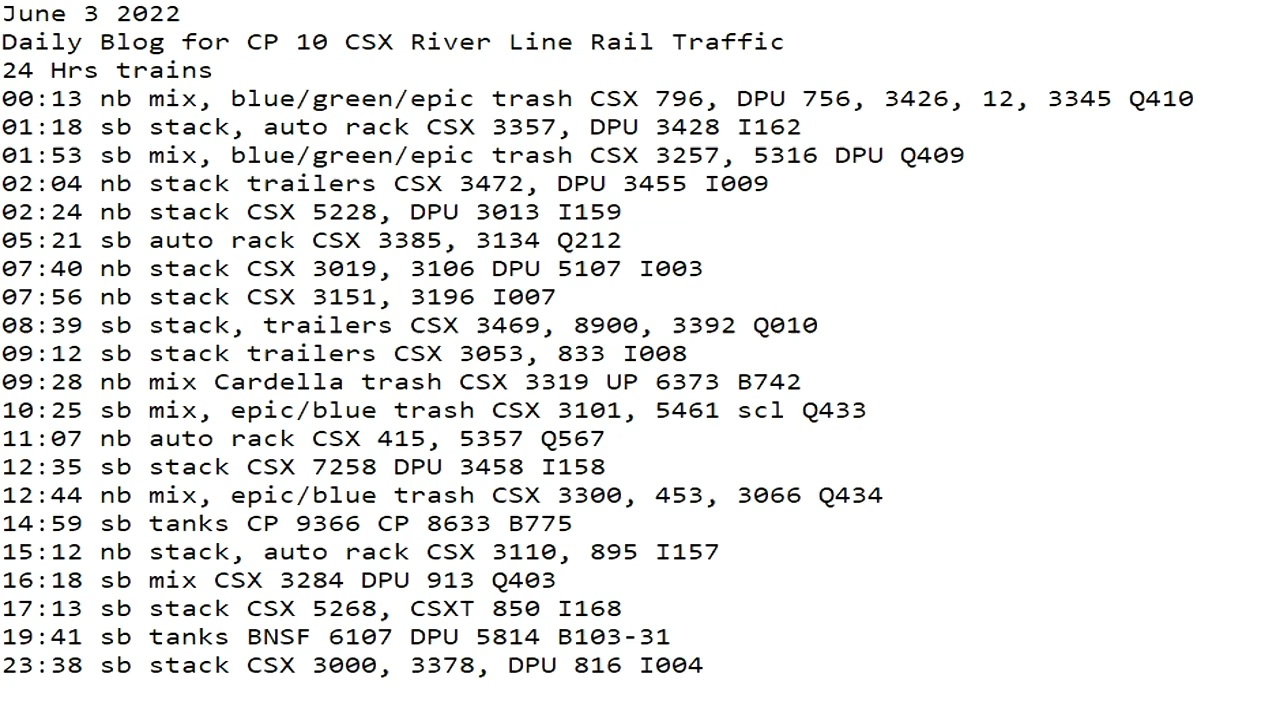 June 3 2022
Daily Blog for CP 10 CSX River Line Rail Traffic
24 Hrs trains
00:13 nb mix, blue/green/epic trash CSX 796, DPU 756, 3426, 12, 3345 Q410
01:18 sb stack, auto rack CSX 3357, DPU 3428 I162
01:53 sb mix, blue/green/epic trash CSX 3257, 5316 DPU Q409
02:04 nb stack trailers CSX 3472, DPU 3455 I009
02:24 nb stack CSX 5228, DPU 3013 I159
05:21 sb auto rack CSX 3385, 3134 Q212
07:40 nb stack CSX 3019, 3106 DPU 5107 I003
07:56 nb stack CSX 3151, 3196 I007
08:39 sb stack, trailers CSX 3469, 8900, 3392 Q010
09:12 sb stack trailers CSX 3053, 833 I008
09:28 nb mix Cardella trash CSX 3319 UP 6373 B742
10:25 sb mix, epic/blue trash CSX 3101, 5461 scl Q433
11:07 nb auto rack CSX 415, 5357 Q567
12:35 sb stack CSX 7258 DPU 3458 I158
12:44 nb mix, epic/blue trash CSX 3300, 453, 3066 Q434
14:59 sb tanks CP 9366 CP 8633 B775
15:12 nb stack, auto rack CSX 3110, 895 I157
16:18 sb mix CSX 3284 DPU 913 Q403
17:13 sb stack CSX 5268, CSXT 850 I168
19:41 sb tanks BNSF 6107 DPU 5814 B103-31
23:38 sb stack CSX 3000, 3378, DPU 816 I004